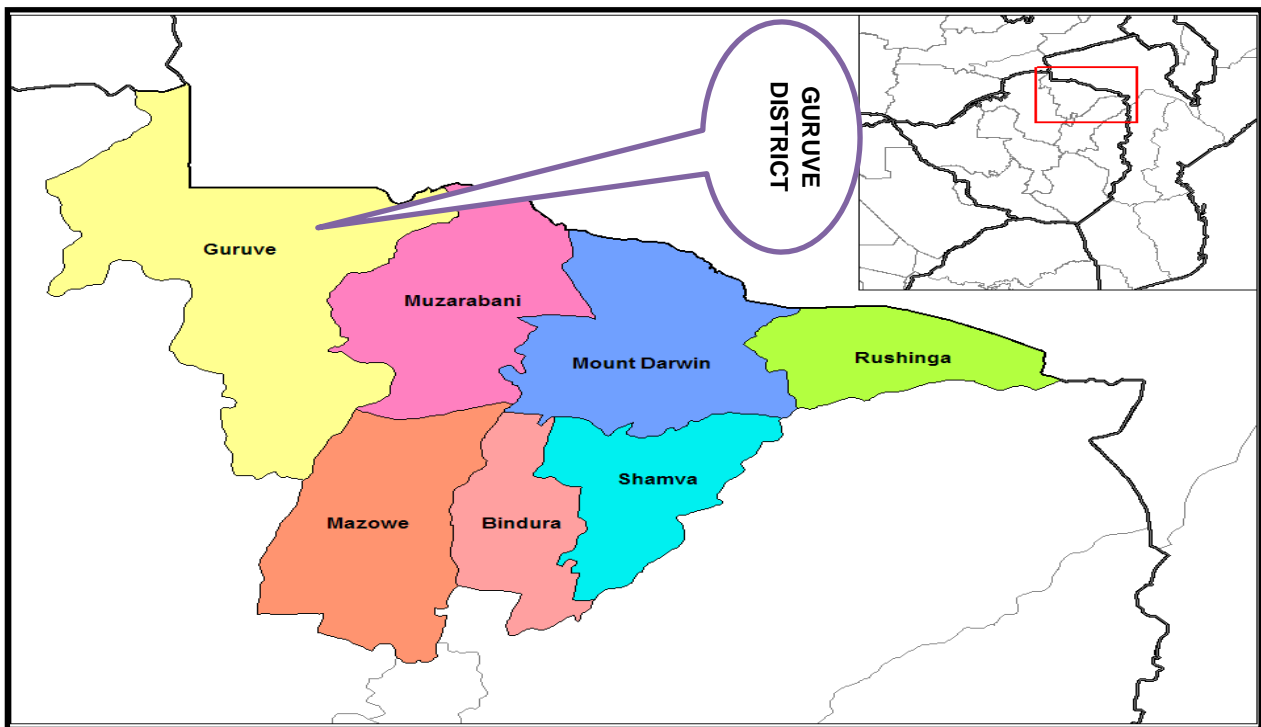 GURUVE
DISTRICT
Guruve
Muzarabani
Mount Darwin
Rushinga
Shamva
Mazowe
Bindura